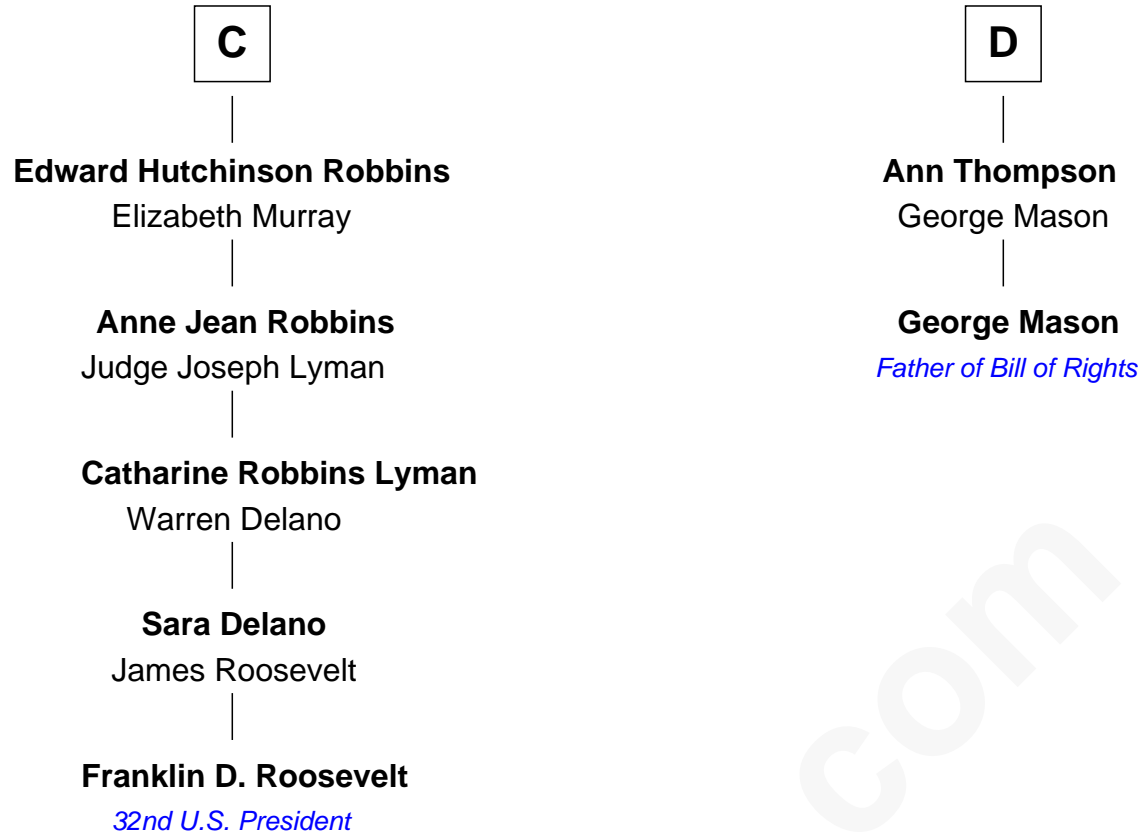 C
Edward Hutchinson Robbins
Elizabeth Murray
Anne Jean Robbins
Judge Joseph Lyman
Catharine Robbins Lyman
Warren Delano
Sara Delano
James Roosevelt
Franklin D. Roosevelt
32nd U.S. President
D
Ann Thompson
George Mason
George Mason
Father of Bill of Rights
com